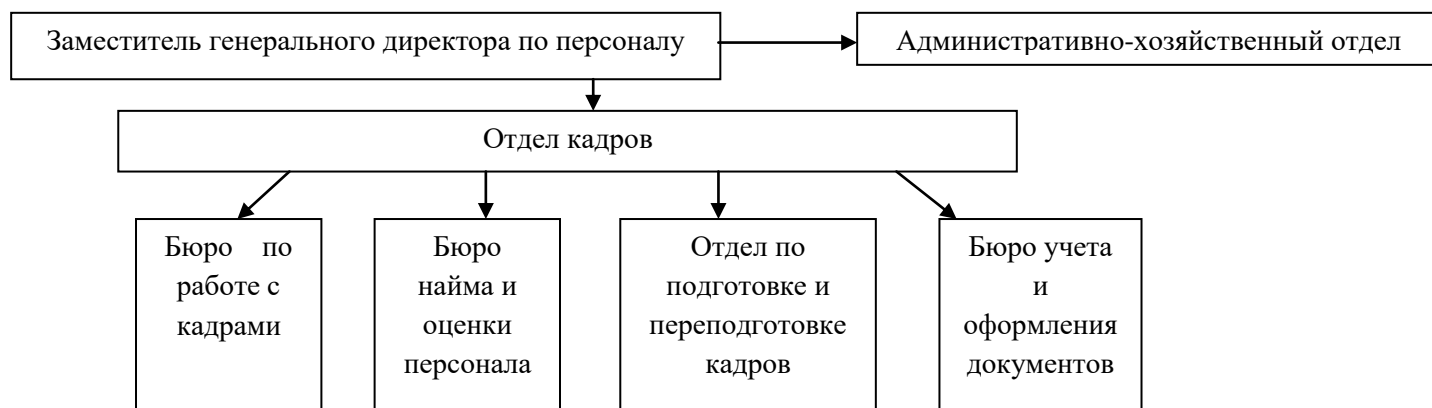 Заместитель генерального директора по персоналу
Административно-хозяйственный отдел
Отдел кадров
Бюро по
работе с
кадрами
Бюро
найма и
оценки
персонала
Отдел по
подготовке и
переподготовке
кадров
Бюро учета
и
оформления
документов